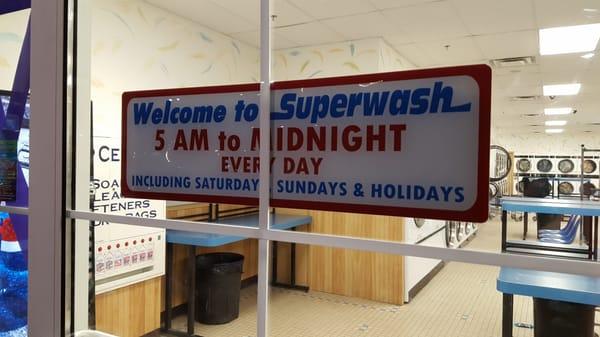 Welcome to Superwash
5 AM to MIDNIGHT
EVERY DAY
INCLUDING SATURDAYS, SUNDAYS & HOLIDAYS